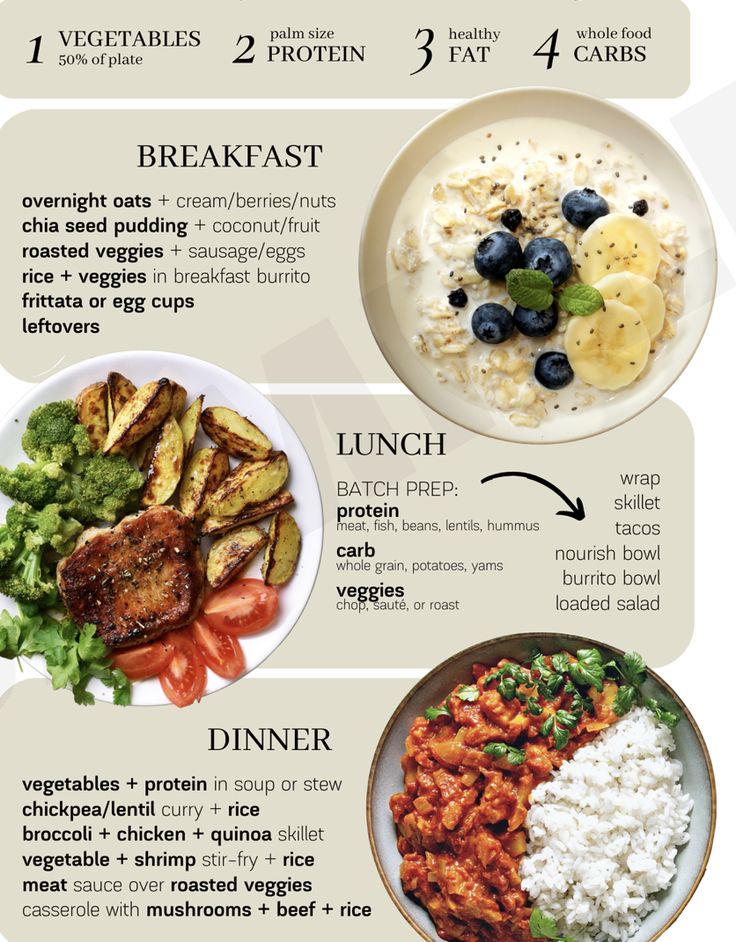 1 VEGETABLES
50% of plate
2 palm size
PROTEIN
3 healthy
FAT
4 whole food
CARBS
BREAKFAST
overnight oats + cream/berries/nuts
chia seed pudding + coconut/fruit
roasted veggies + sausage/eggs
rice + veggies in breakfast burrito
frittata or egg cups
leftovers
LUNCH
BATCH PREP:
protein
meat, fish, beans, lentils, hummus
carb
whole grain, potatoes, yams
veggies
chop, sauté, or roast
wrap
skillet
tacos
nourish bowl
burrito bowl
loaded salad
DINNER
vegetables + protein in soup or stew
chickpea/lentil curry + rice
broccoli + chicken + quinoa skillet
vegetable + shrimp stir-fry + rice
meat sauce over roasted veggies
casserole with mushrooms + beef + rice